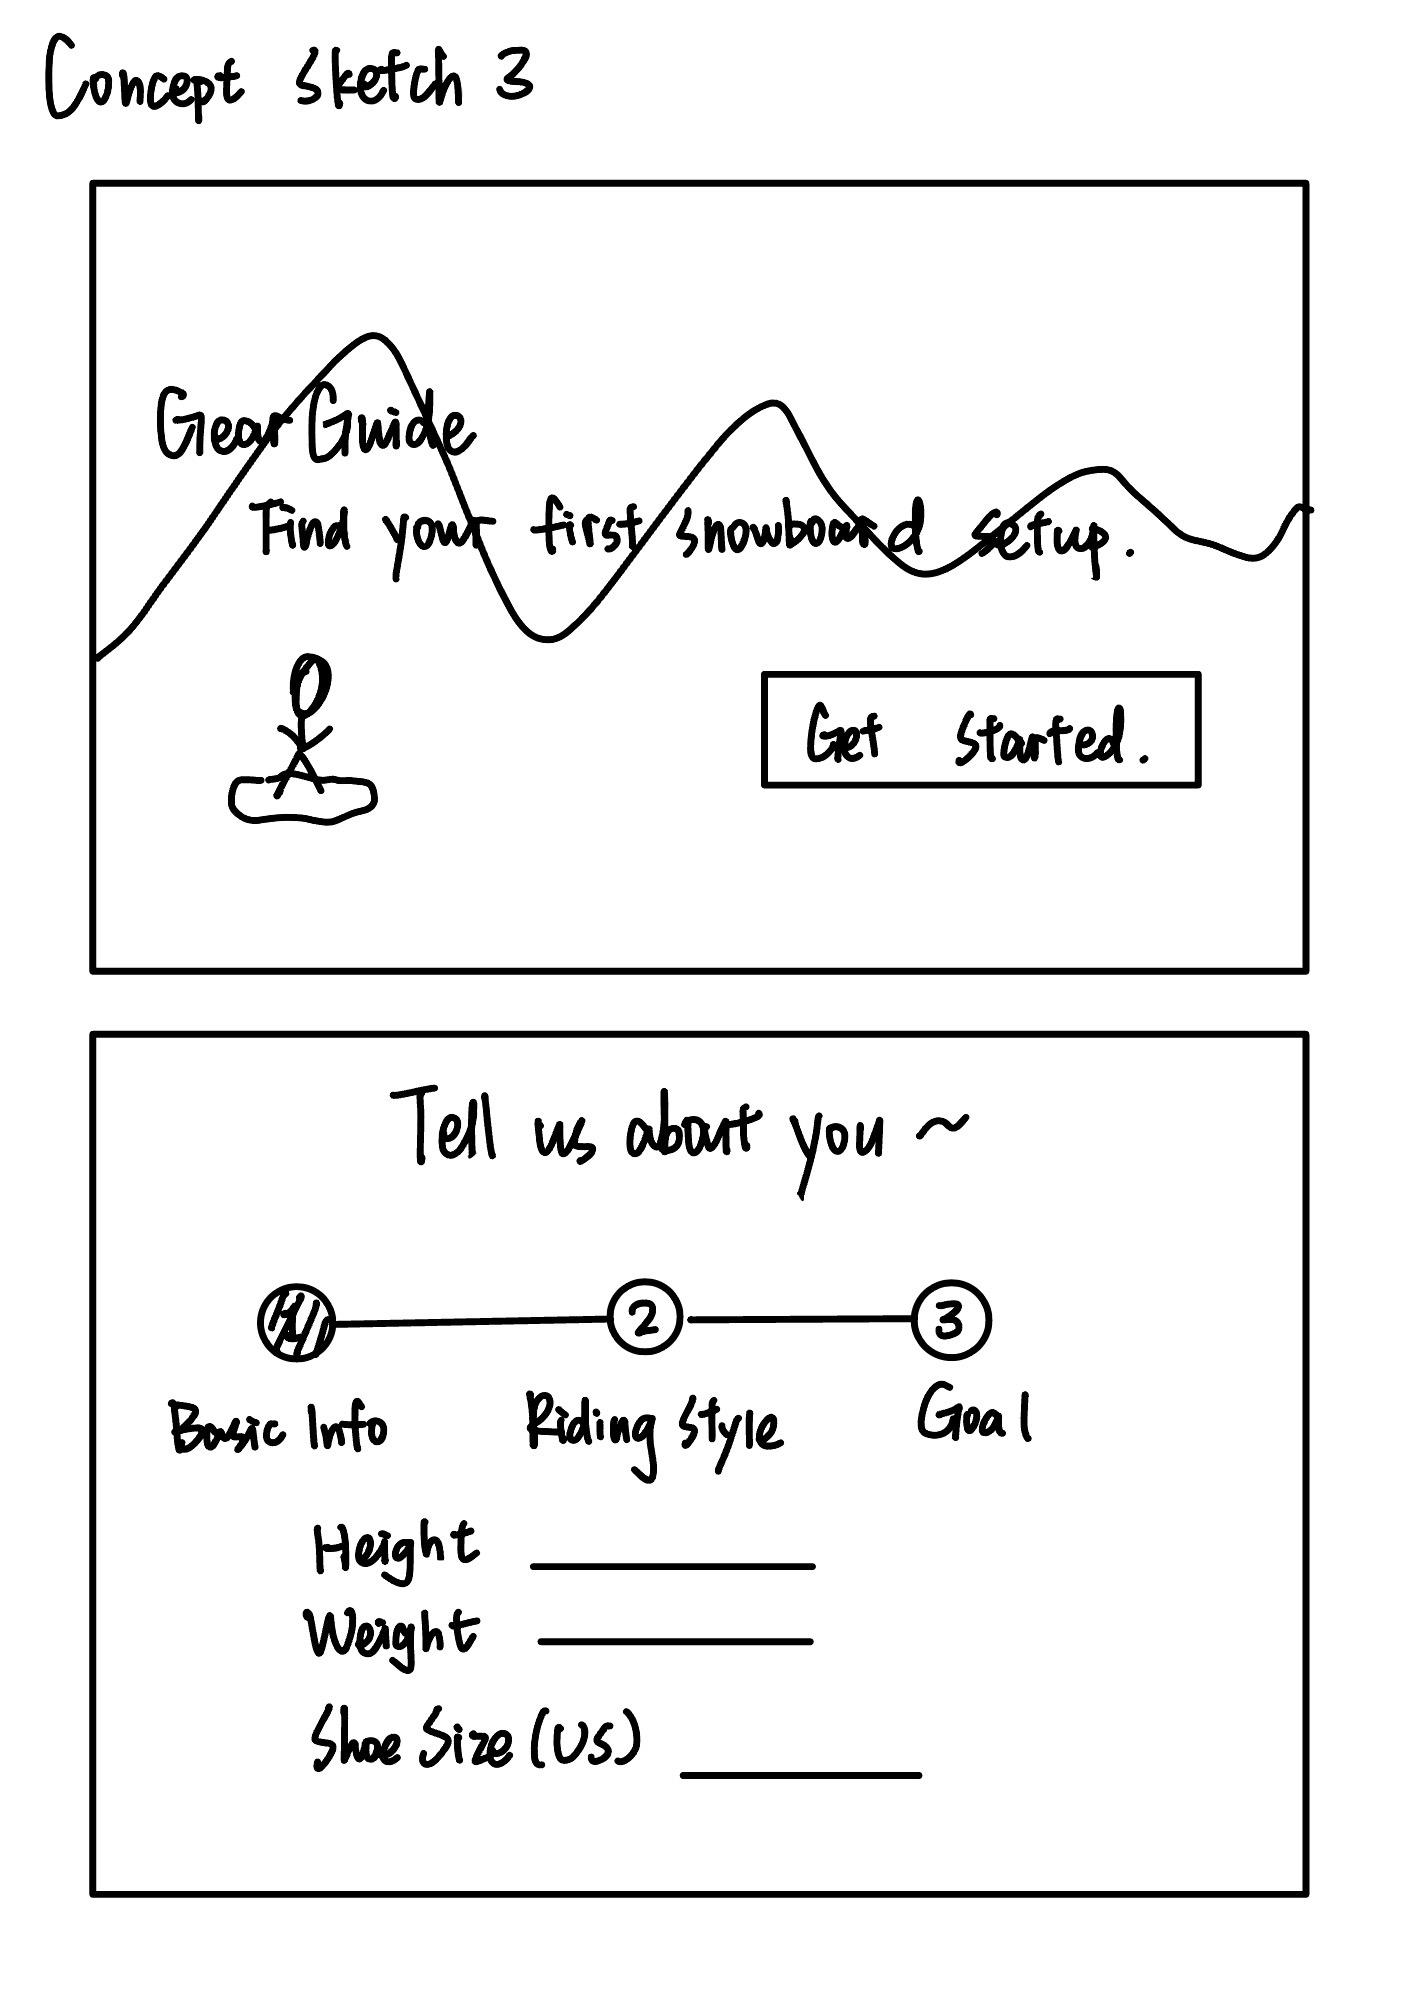 Concept Sketch 3
Gear Guide
Find your first snowboard setup.
Get Started.
Tell us about you ~
1 2 3
Basic Info Riding Style Goal
Height
Weight
Shoe Size (US)